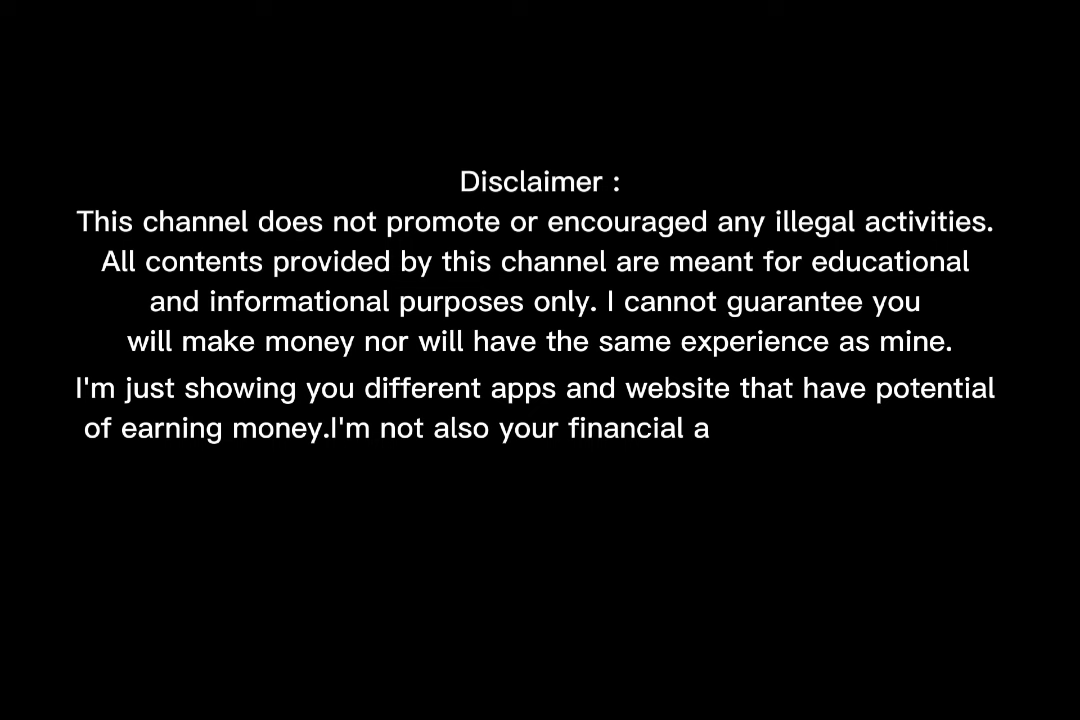 Disclaimer :
This channel does not promote or encouraged any illegal activities.
All contents provided by this channel are meant for educational
and informational purposes only. I cannot guarantee you
will make money nor will have the same experience as mine.
I'm just showing you different apps and website that have potential
of earning money.I'm not also your financial a